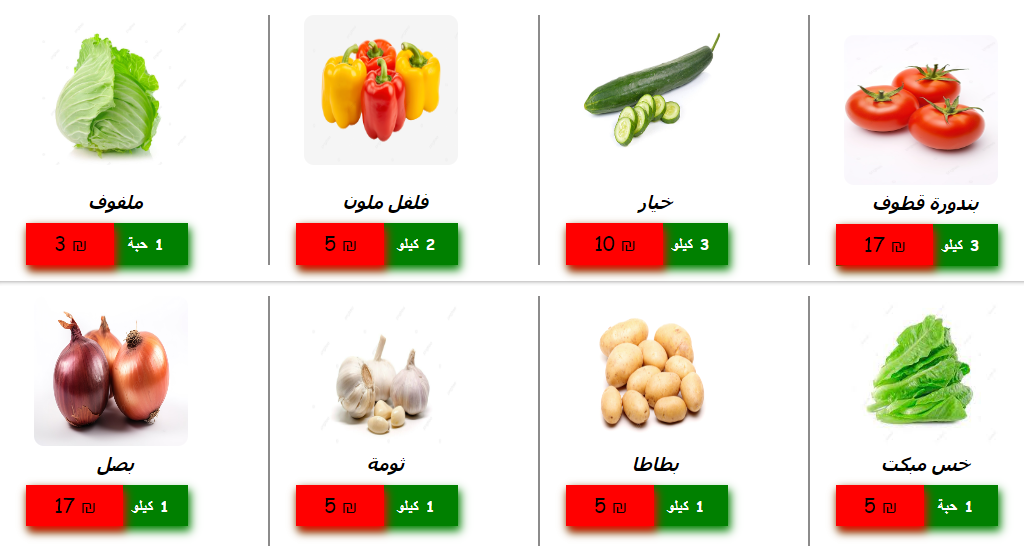 بندورة قطوف
3 كيلو
17 ₪
خيار
3 كيلو
10 ₪
فلفل ملون
2 كيلو
5 ₪
ملفوف
1 حبة
3 ₪
خس مبكت
1 حبة
5 ₪
بطاطا
1 كيلو
5 ₪
ثومة
1 كيلو
5 ₪
بصل
1 كيلو
17 ₪